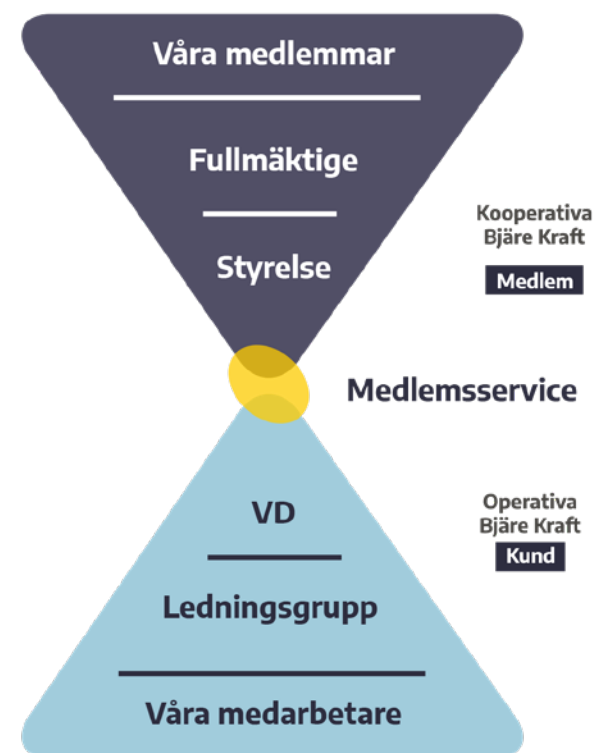 Våra medlemmar
Fullmäktige
Styrelse
Kooperativa
Bjäre Kraft
Medlem
Medlemsservice
VD
Operativa
Bjäre Kraft
Kund
Ledningsgrupp
Våra medarbetare